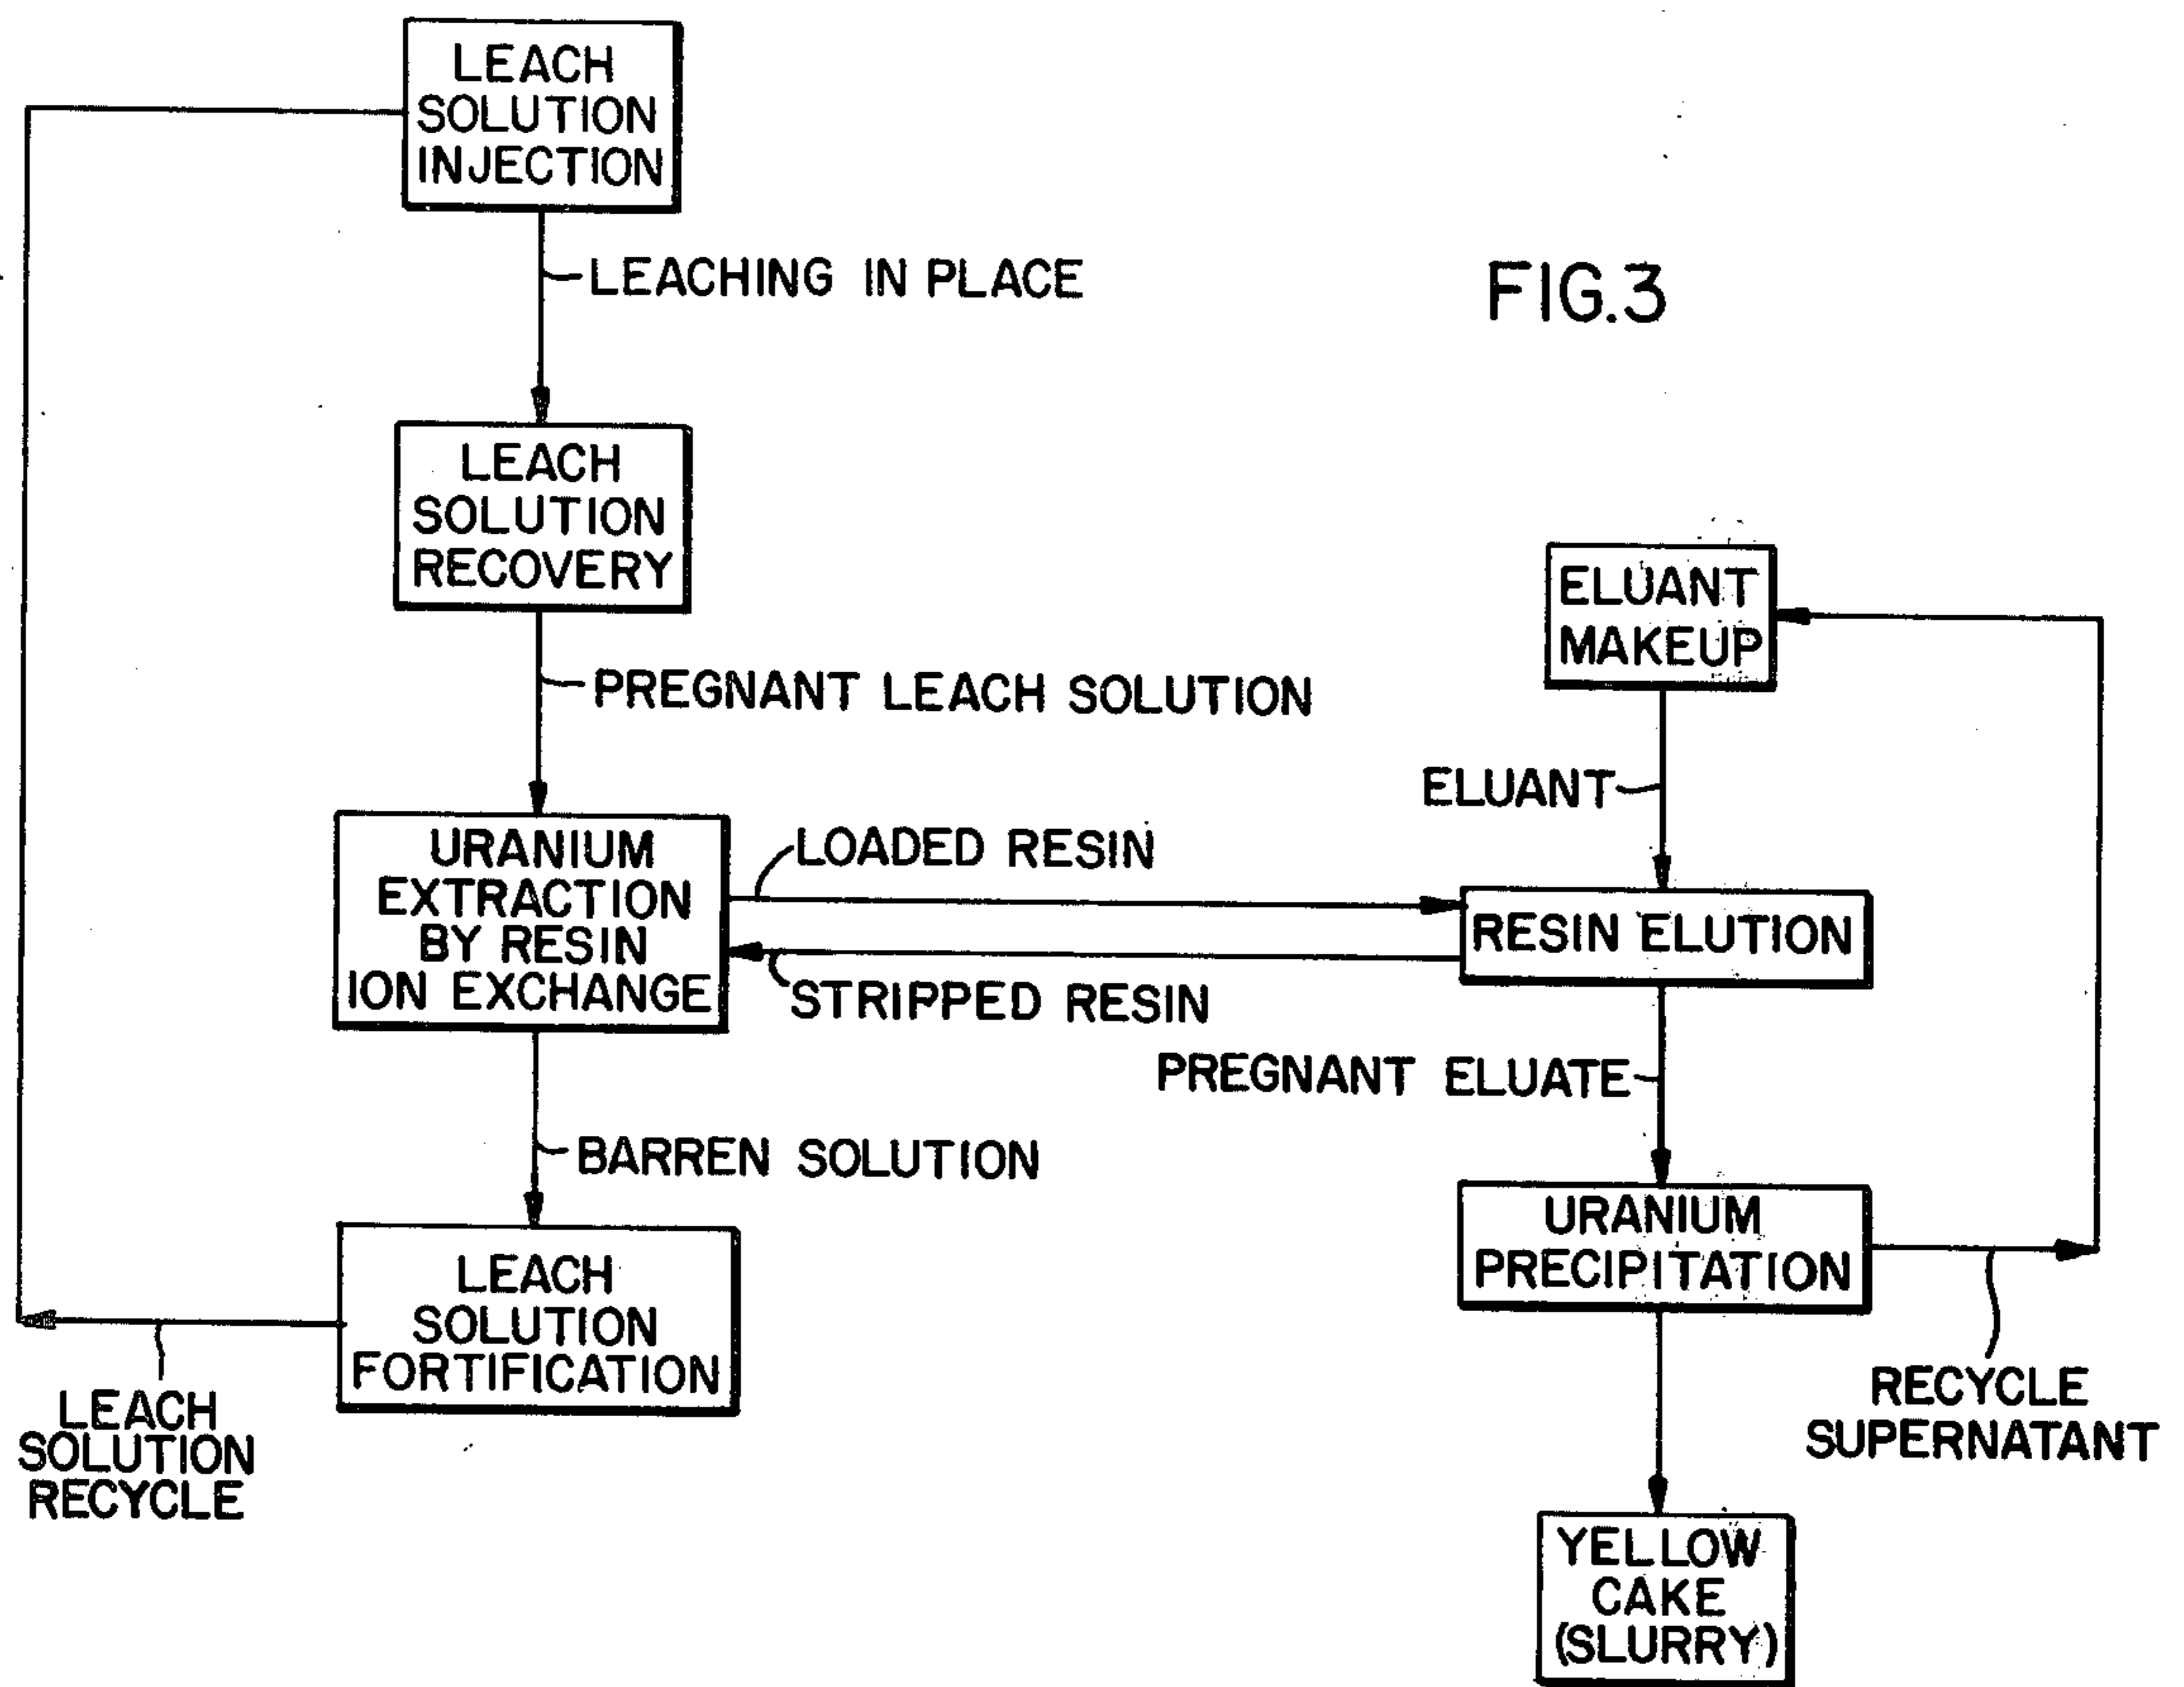 LEACH
SOLUTION
INJECTION
LEACHING IN PLACE
FIG.3
LEACH
SOLUTION
RECOVERY
PREGNANT LEACH SOLUTION
URANIUM
EXTRACTION
BY RESIN
ION EXCHANGE
LOADED RESIN
STRIPPED RESIN
BARREN SOLUTION
LEACH
SOLUTION
FORTIFICATION
LEACH
SOLUTION
RECYCLE
ELUANT
MAKEUP
ELUANT
RESIN ELUTION
PREGNANT ELUATE
URANIUM
PRECIPITATION
RECYCLE
SUPERNATANT
YELLOW
CAKE
(SLURRY)